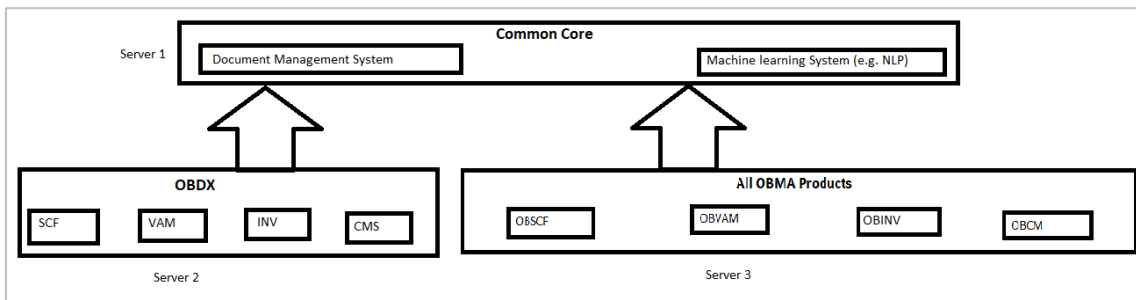 Common Core
Server 1
Document Management System
Machine learning System (e.g. NLP)
OBDX
SCF
VAM
INV
CMS
Server 2
All OBMA Products
OBSCF
OBVAM
OBINV
OBCM
Server 3